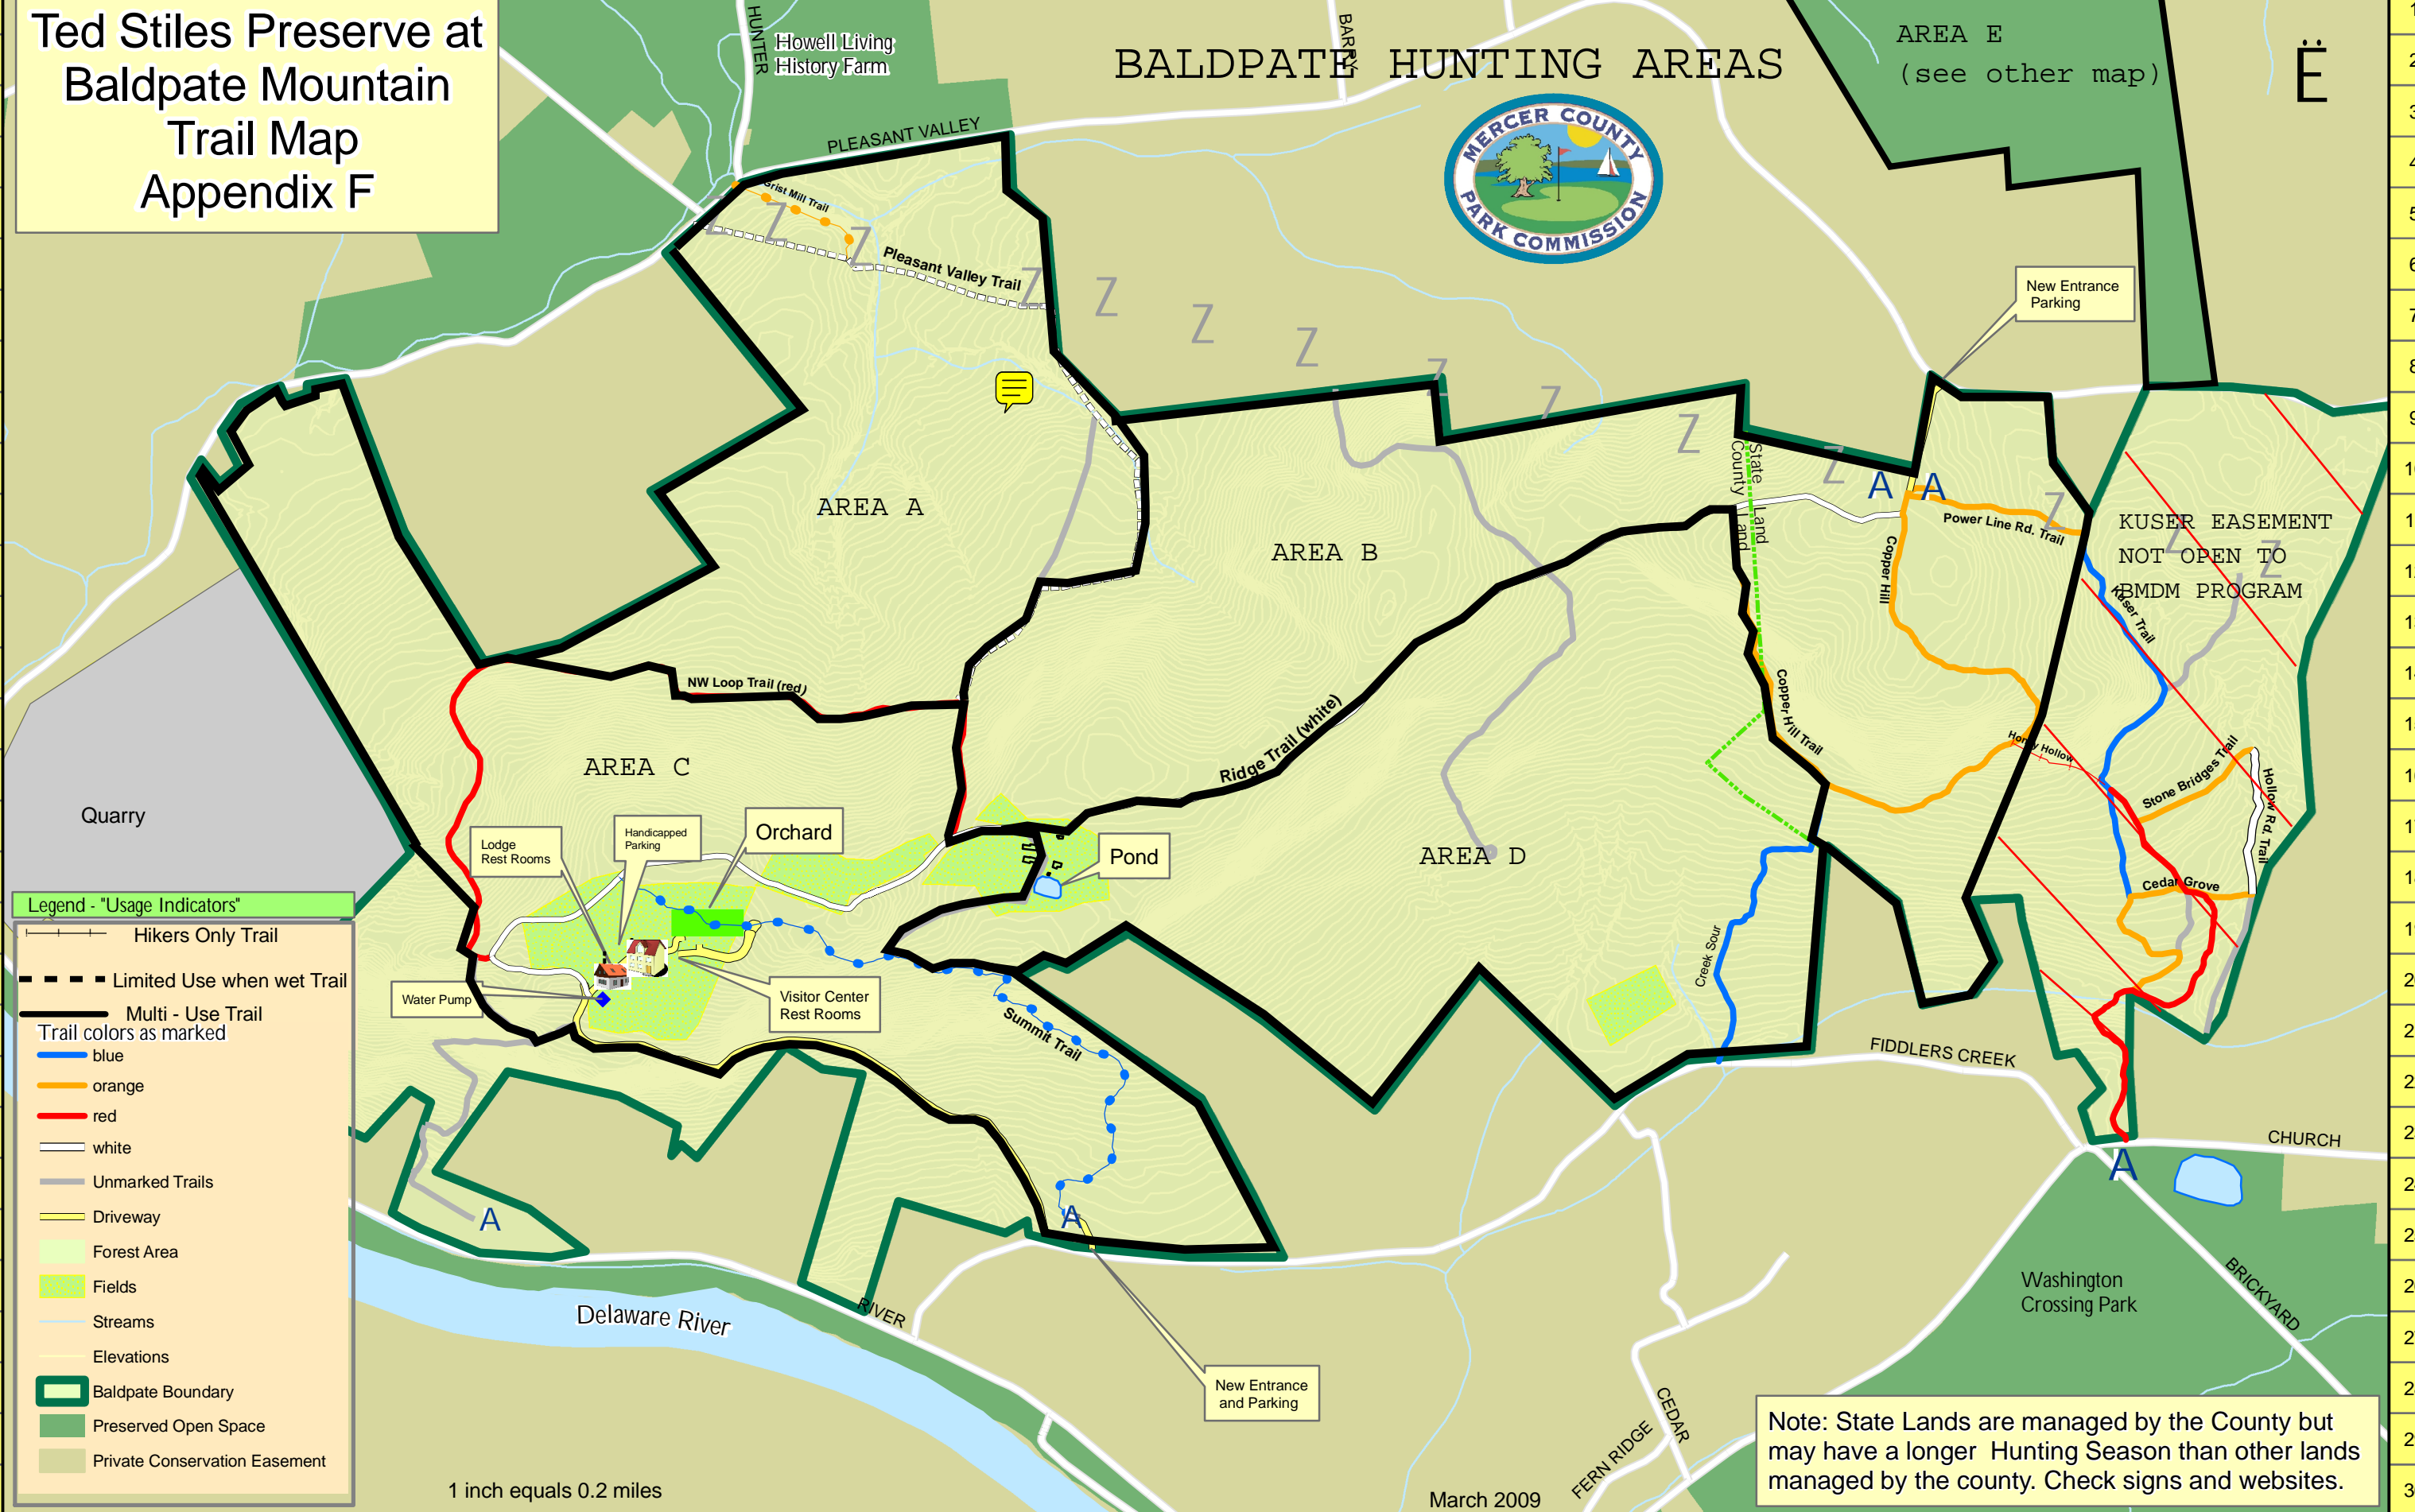 Ted Stiles Preserve at
Baldpate Mountain
Trail Map
Appendix F
HUNTER
Howell Living
History Farm
PLEASANT VALLEY
BARRY
BALDPATE HUNTING AREAS
MERCER COUNTY
PARK COMMISSION
AREA E
(see other map)
Ë
Grist Mill Trail
Pleasant Valley Trail
Z
Z
Z
Z
Z
Z
Z
Z
Z
Z
Z
Z
Z
Z
New Entrance
Parking
AREA A
AREA B
State Land
County Land
A
A
Power Line Rd. Trail
Copper Hill
KUSER EASEMENT
NOT OPEN TO
BMDM PROGRAM
Kuser Trail
NW Loop Trail (red)
AREA C
Ridge Trail (white)
Copper Hill Trail
Honey Hollow
Stone Bridges Trail
Hollow Rd. Trail
Cedar Grove
Quarry
Lodge
Rest Rooms
Handicapped
Parking
Orchard
Pond
AREA D
Creek Sour
Water Pump
Visitor Center
Rest Rooms
Summit Trail
FIDDLERS CREEK
CHURCH
A
A
A
Legend - "Usage Indicators"
Hikers Only Trail
Limited Use when wet Trail
Multi - Use Trail
Trail colors as marked
blue
orange
red
white
Unmarked Trails
Driveway
Forest Area
Fields
Streams
Elevations
Baldpate Boundary
Preserved Open Space
Private Conservation Easement
Delaware River
RIVER
New Entrance
and Parking
Washington
Crossing Park
BRICKYARD
CEDAR
FERN RIDGE
1 inch equals 0.2 miles
March 2009
Note: State Lands are managed by the County but
may have a longer Hunting Season than other lands
managed by the county. Check signs and websites.